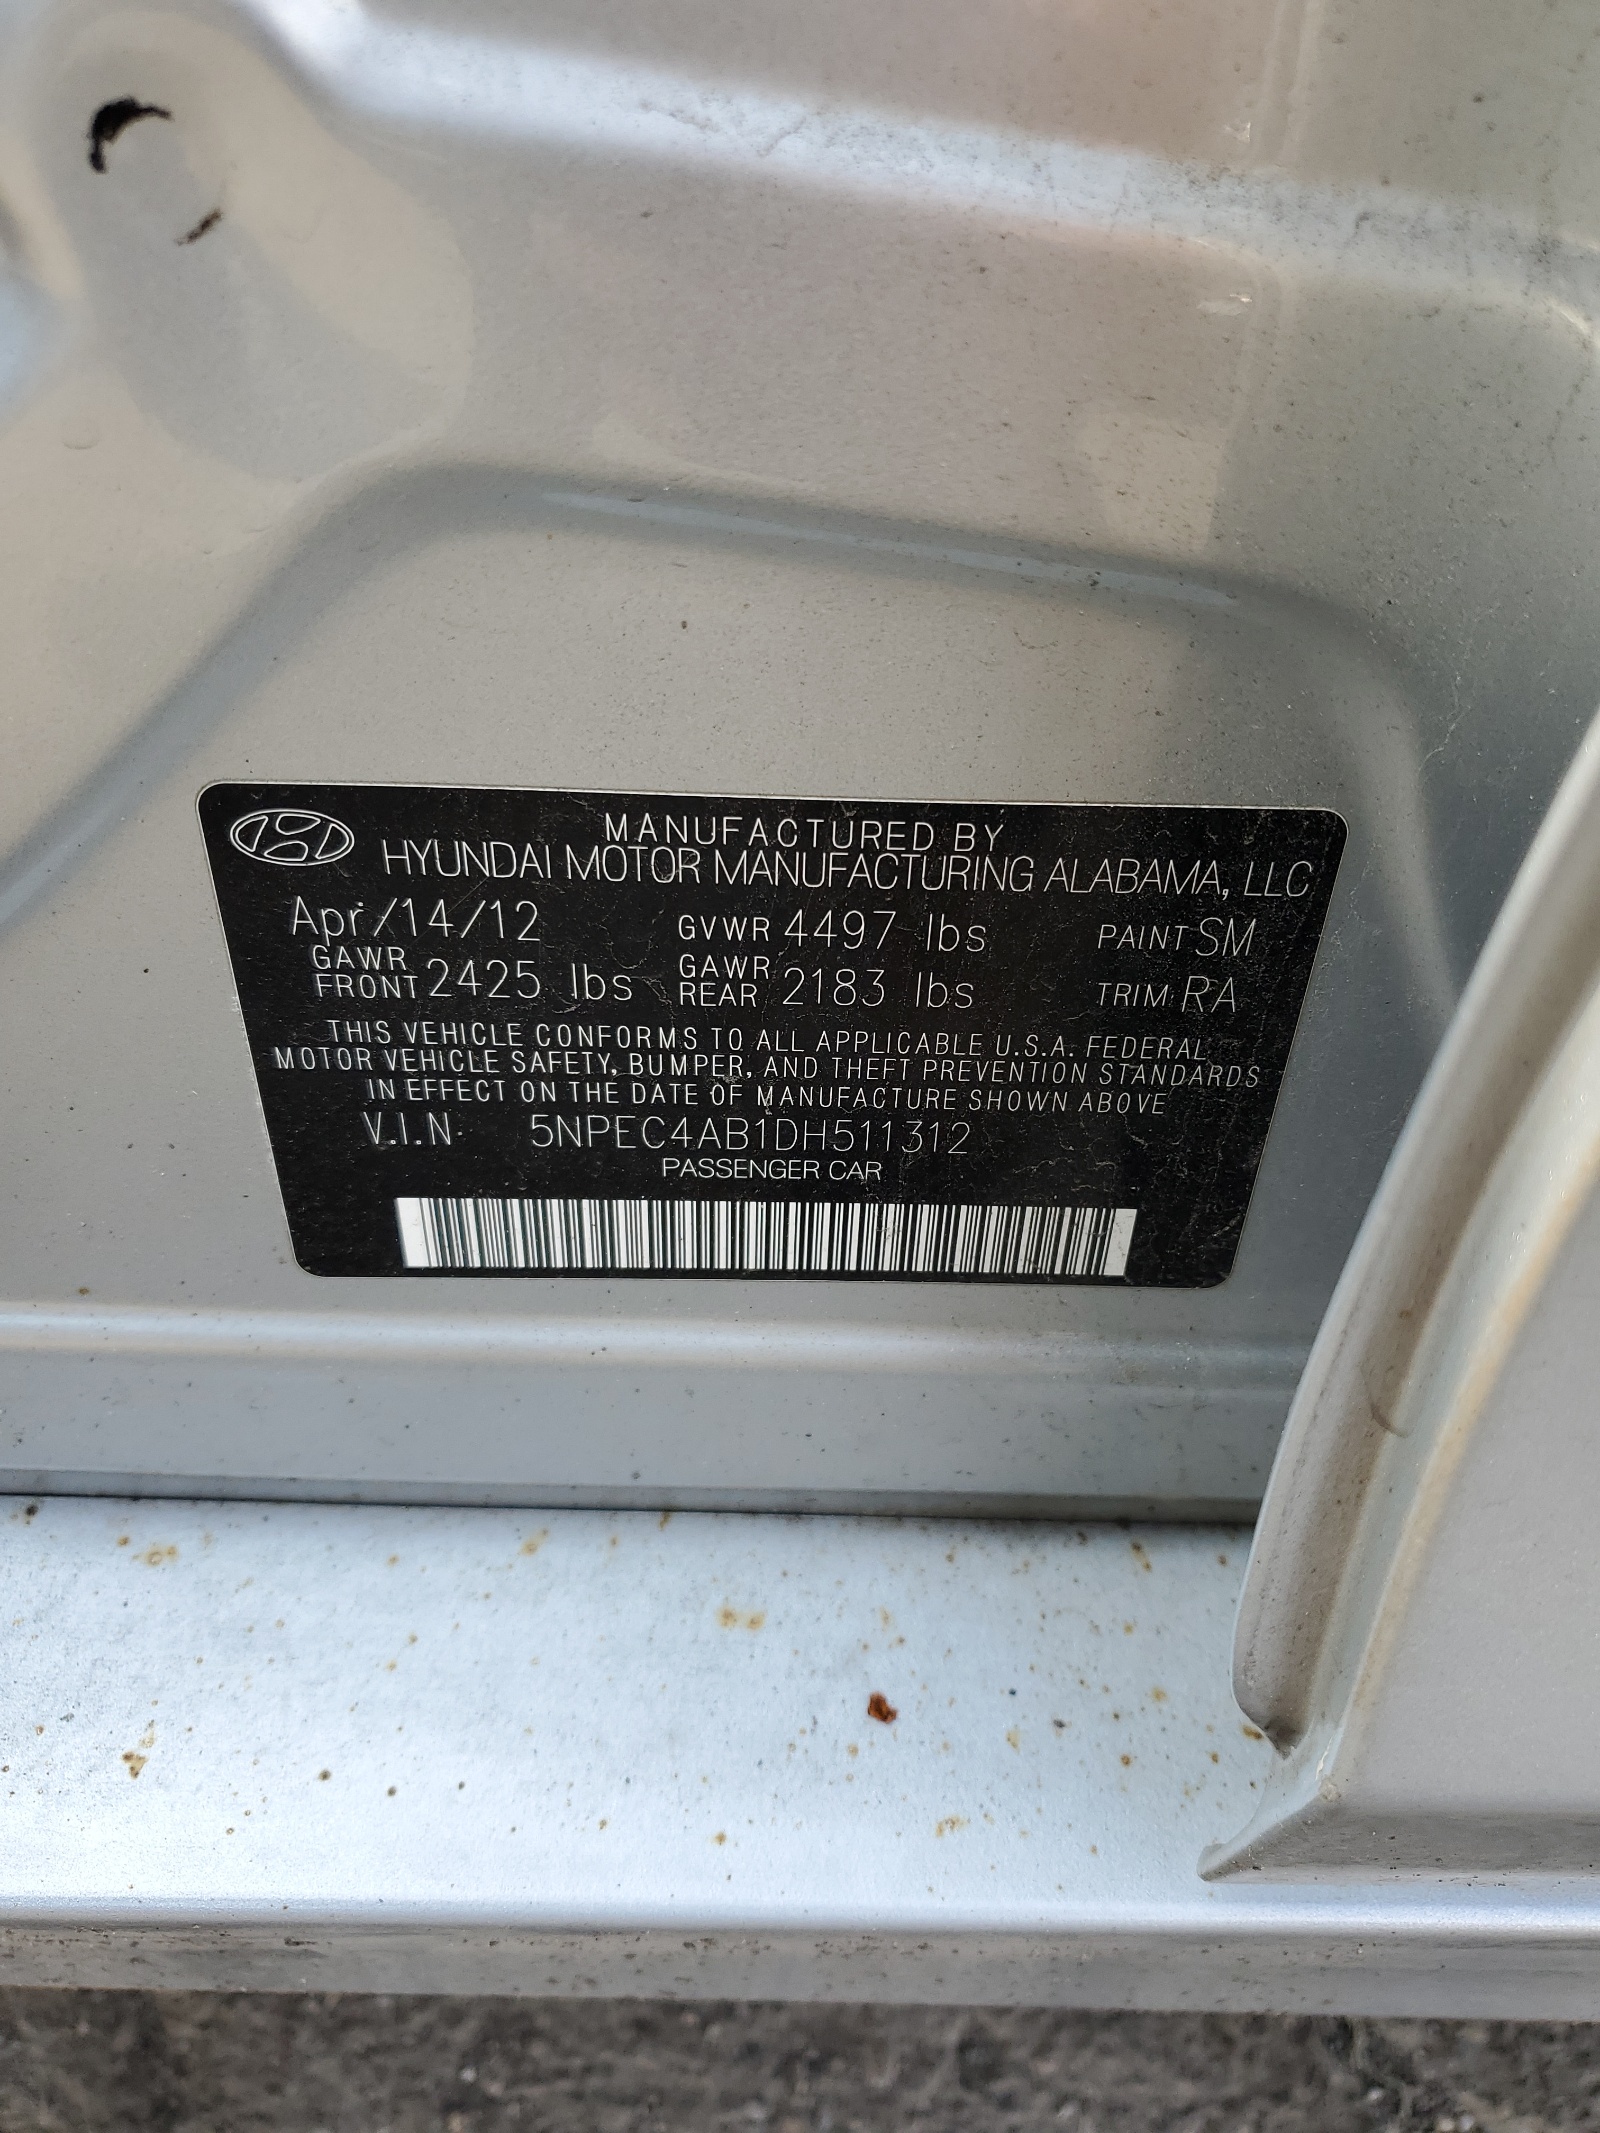 MANUFACTURED BY
HYUNDAI MOTOR MANUFACTURING ALABAMA, LLC
Apr/14/12 GVWR 4497 lbs PAINT SM
GAWR FRONT 2425 lbs GAWR REAR 2183 lbs TRIM: RA
THIS VEHICLE CONFORMS TO ALL APPLICABLE U.S.A. FEDERAL
MOTOR VEHICLE SAFETY, BUMPER, AND THEFT PREVENTION STANDARDS
IN EFFECT ON THE DATE OF MANUFACTURE SHOWN ABOVE
V.I.N: 5NPEC4AB1DH511312
PASSENGER CAR